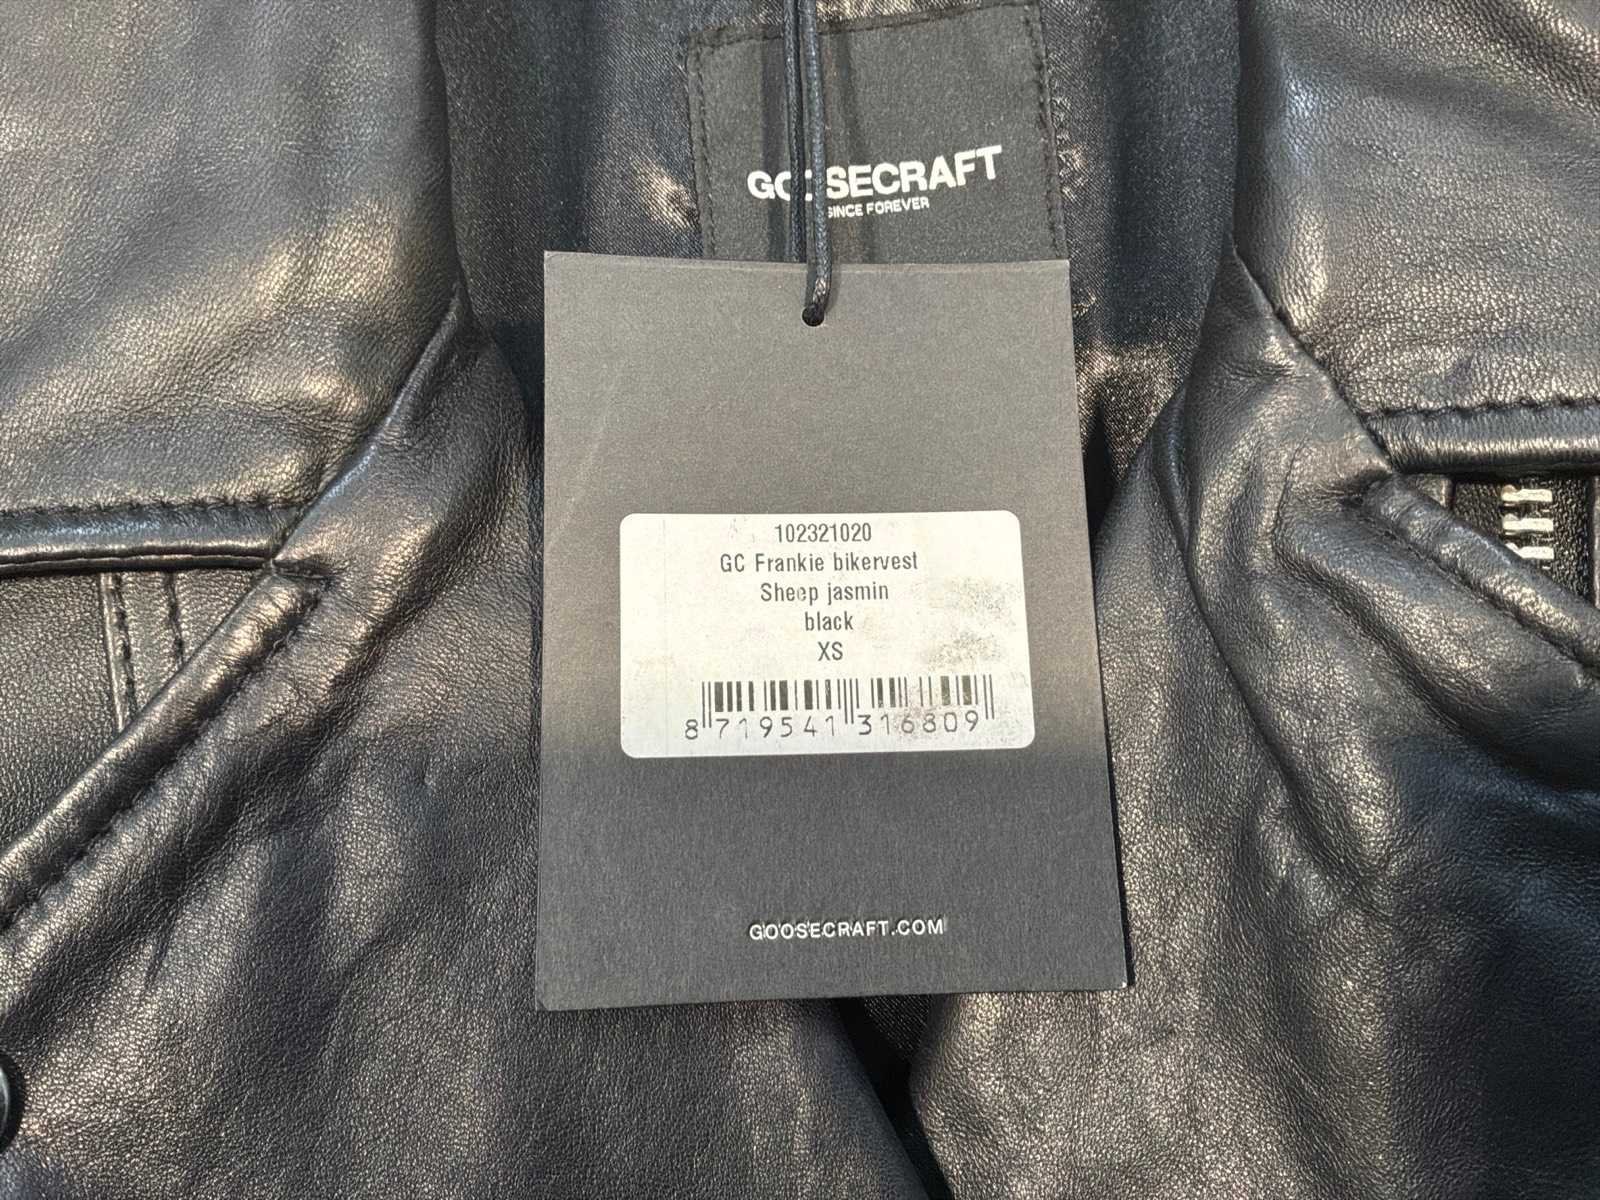 GOOSECRAFT
SINCE FOREVER
102321020
GC Frankie bikervest
Sheep jasmin
black
XS
8 719541 316809
GOOSECRAFT.COM